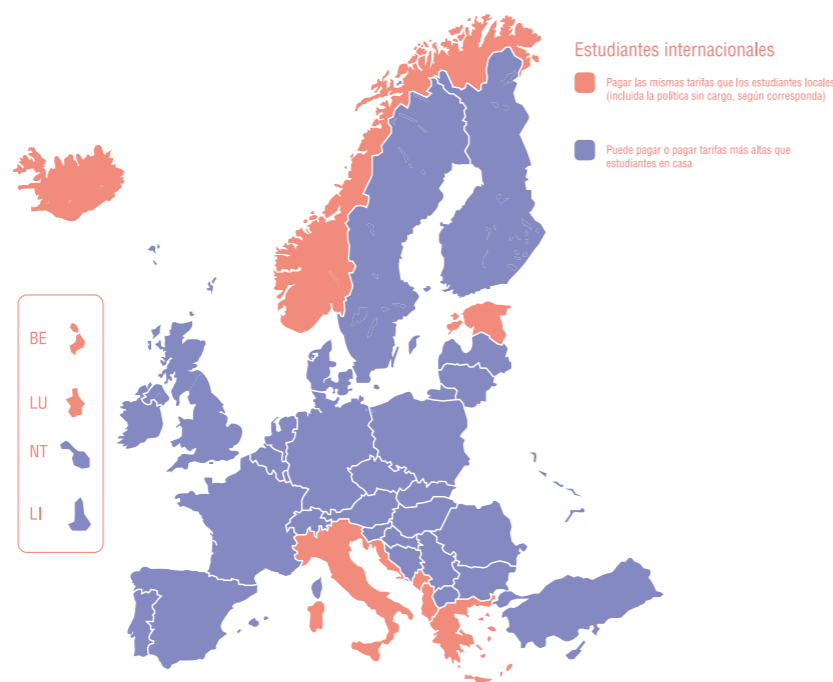 Estudiantes internacionales
Pagar las mismas tarifas que los estudiantes locales
(incluida la política sin cargo, según corresponda)
Puede pagar o pagar tarifas más altas que
estudiantes en casa
BE
LU
NT
LI